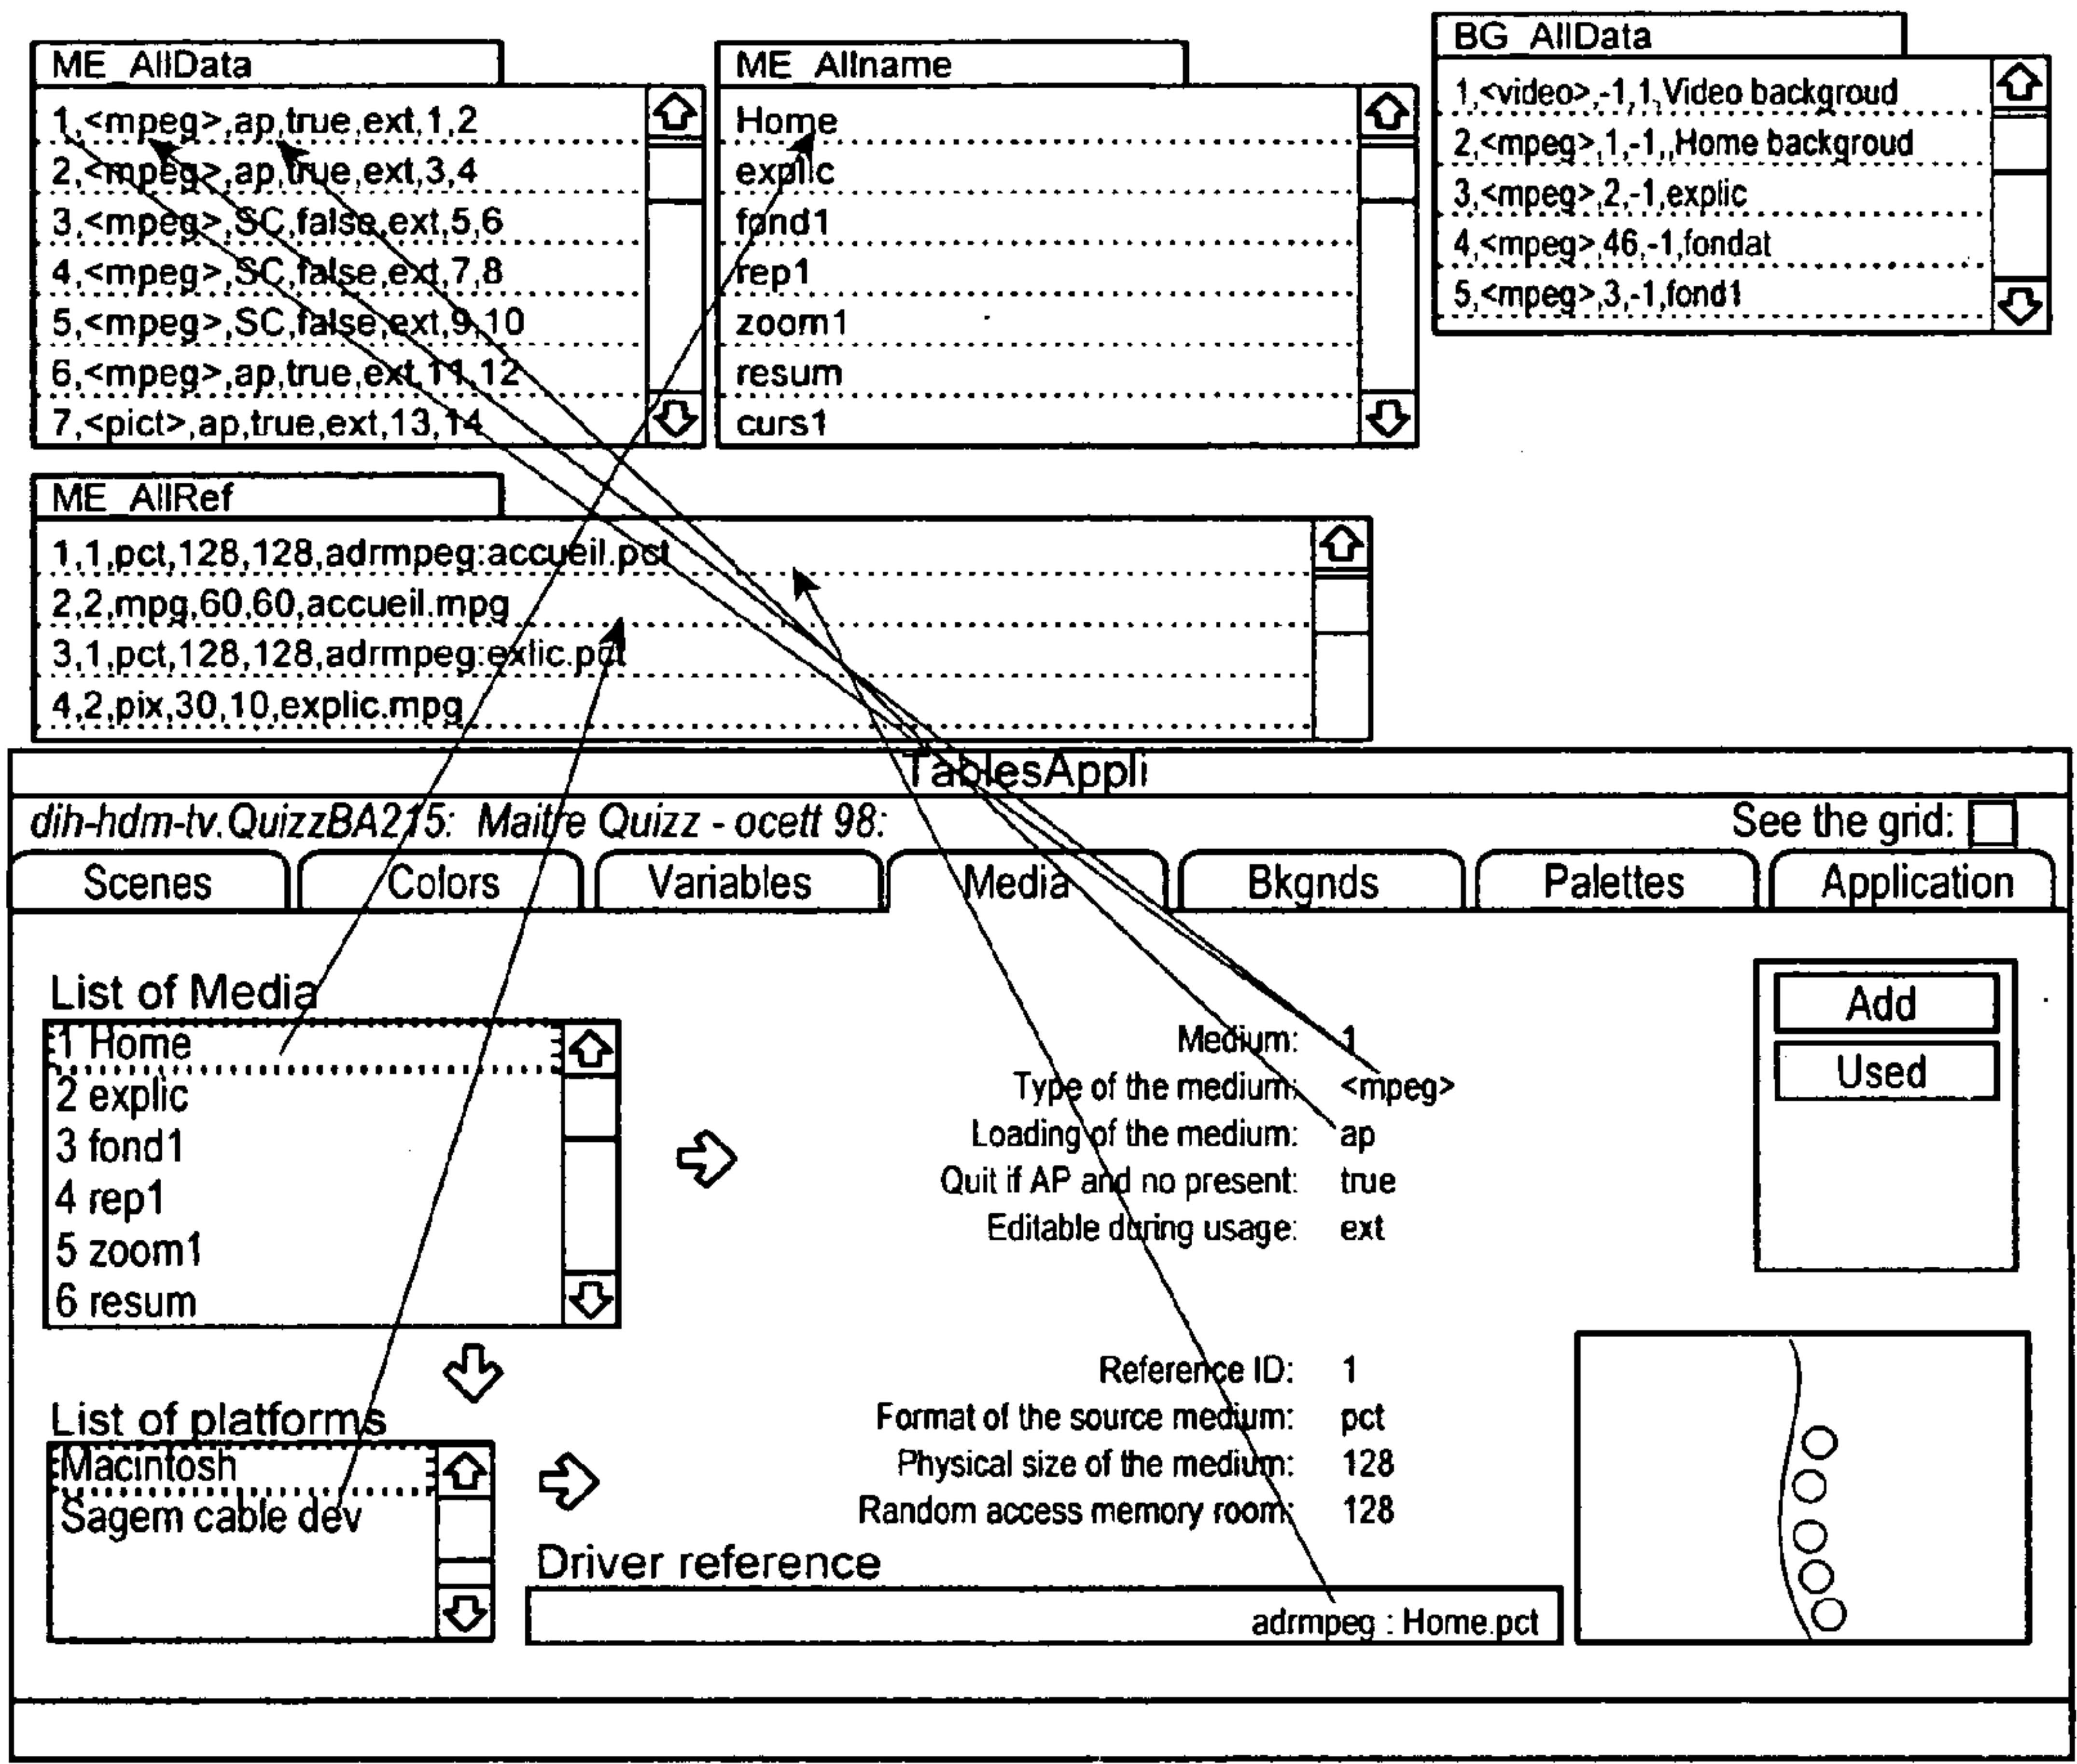 ME_AllData
1,<mpeg>,ap,true,ext,1,2
2,<mpeg>,ap,true,ext,3,4
3,<mpeg>,SC,false,ext,5,6
4,<mpeg>,SC,false,ext,7,8
5,<mpeg>,SC,false,ext,9,10
6,<mpeg>,ap,true,ext,11,12
7,<pict>,ap,true,ext,13,14
ME_Allname
Home
explic
fond1
rep1
zoom1
resum
curs1
BG_AllData
1,<video>,-1,1,Video backgroud
2,<mpeg>,1,-1,,Home backgroud
3,<mpeg>,2,-1,explic
4,<mpeg>,46,-1,fondat
5,<mpeg>,3,-1,fond1
ME_AllRef
1,1,pct,128,128,adrmpeg:accueil.pct
2,2,mpg,60,60,accueil.mpg
3,1,pct,128,128,adrmpeg:exlic.pct
4,2,pix,30,10,explic.mpg
TablesAppli
dih-hdm-tv.QuizzBA215: Maitre Quizz - ocett 98:
See the grid:
Scenes Colors Variables Media Bkgnds Palettes Application
List of Media
1 Home
2 explic
3 fond1
4 rep1
5 zoom1
6 resum
Medium: 1
Type of the medium: <mpeg>
Loading of the medium: ap
Quit if AP and no present: true
Editable during usage: ext
Add
Used
List of platforms
Macintosh
Sagem cable dev
Reference ID: 1
Format of the source medium: pct
Physical size of the medium: 128
Random access memory room: 128
Driver reference
adrmpeg : Home.pct